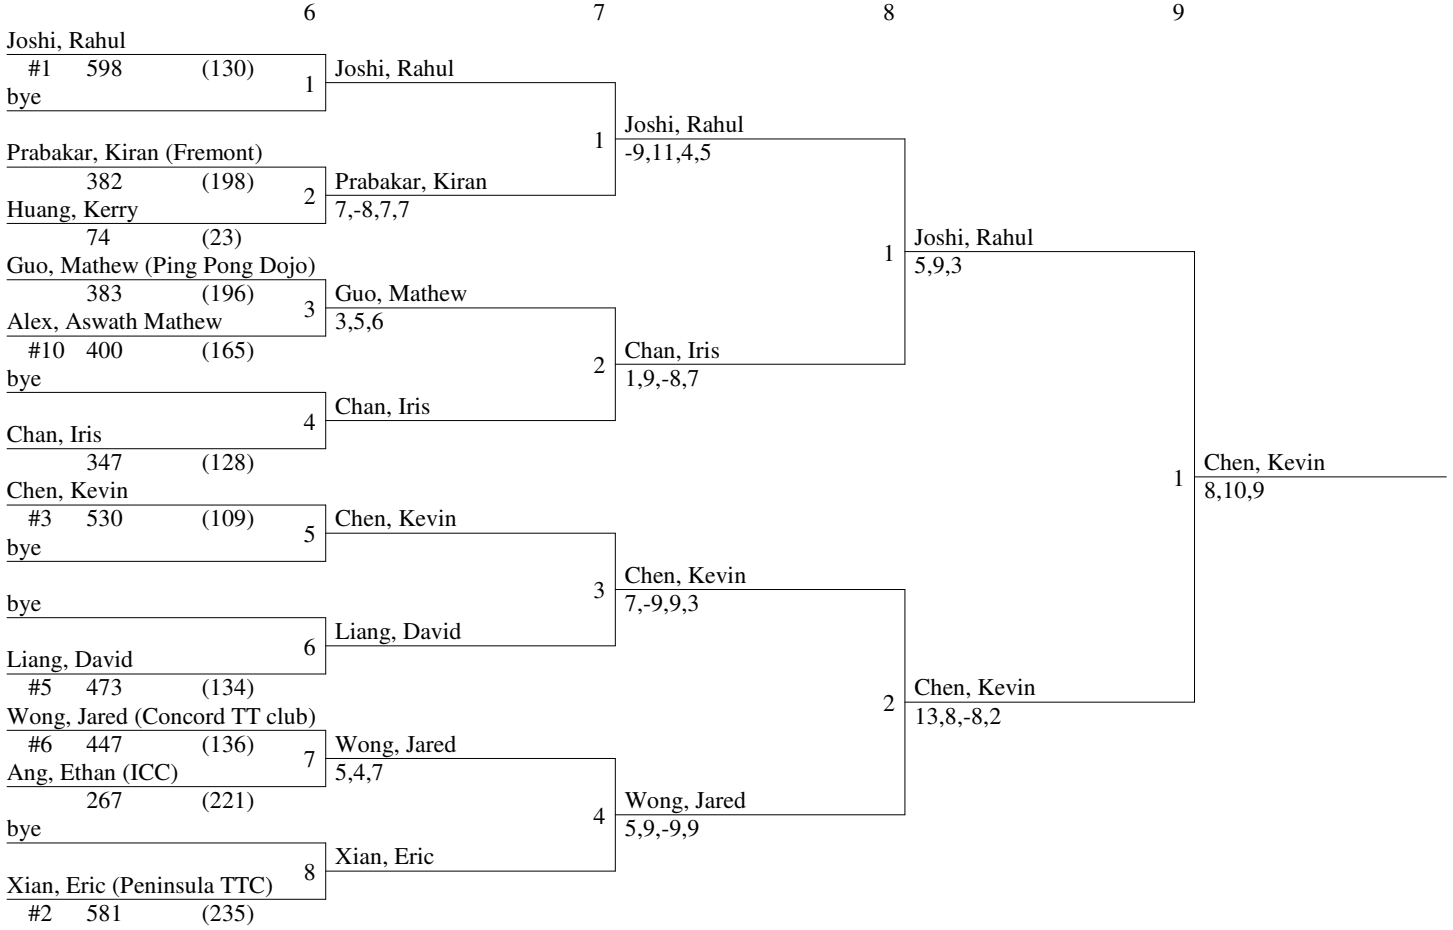 6 7 8 9
Joshi, Rahul
#1 598 (130)
1
Joshi, Rahul
bye
1
Joshi, Rahul
-9,11,4,5
Prabakar, Kiran (Fremont)
382 (198)
2
Prabakar, Kiran
7,-8,7,7
Huang, Kerry
74 (23)
1
Joshi, Rahul
5,9,3
Guo, Mathew (Ping Pong Dojo)
383 (196)
3
Guo, Mathew
3,5,6
Alex, Aswath Mathew
#10 400 (165)
2
Chan, Iris
1,9,-8,7
bye
4
Chan, Iris
Chan, Iris
347 (128)
1
Chen, Kevin
8,10,9
Chen, Kevin
#3 530 (109)
5
Chen, Kevin
bye
3
Chen, Kevin
7,-9,9,3
bye
6
Liang, David
Liang, David
#5 473 (134)
2
Chen, Kevin
13,8,-8,2
Wong, Jared (Concord TT club)
#6 447 (136)
7
Wong, Jared
5,4,7
Ang, Ethan (ICC)
267 (221)
4
Wong, Jared
5,9,-9,9
bye
8
Xian, Eric
Xian, Eric (Peninsula TTC)
#2 581 (235)